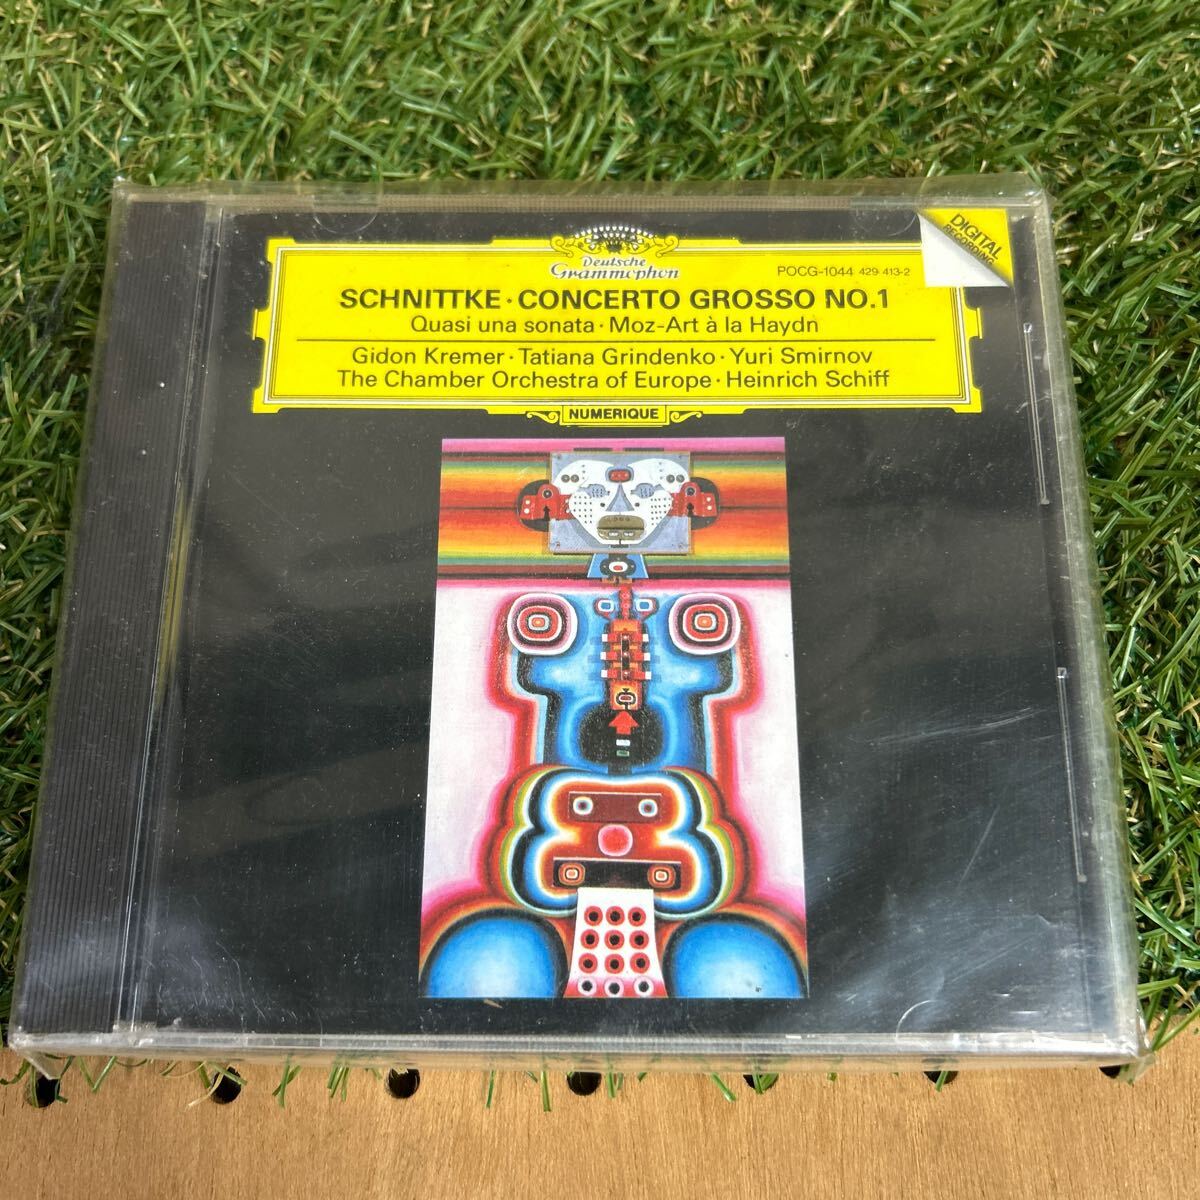 Deutsche
Grammophon
DIGITAL
RECORDING
POCG-1044 429 413-2
SCHNITTKE · CONCERTO GROSSO NO.1
Quasi una sonata · Moz-Art à la Haydn
Gidon Kremer · Tatiana Grindenko · Yuri Smirnov
The Chamber Orchestra of Europe · Heinrich Schiff
NUMERIQUE